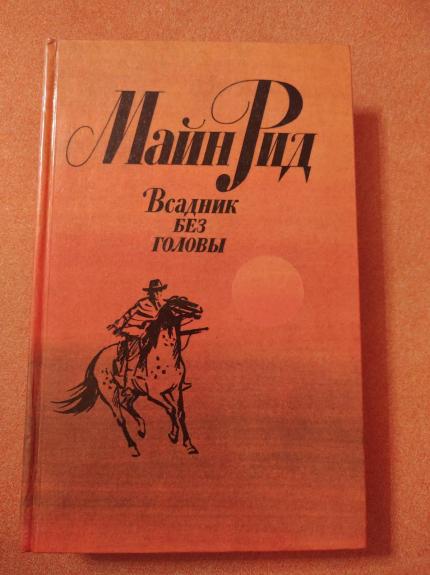 Майн Рид
Всадник
без
головы